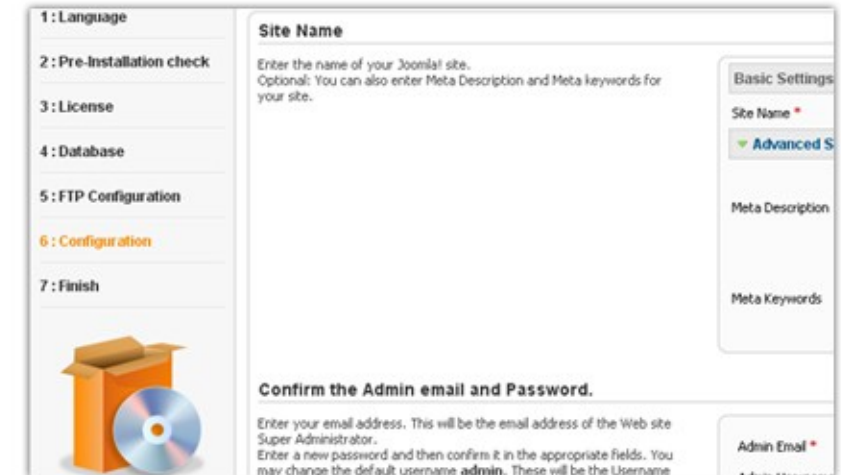 1 : Language
2 : Pre-Installation check
3 : License
4 : Database
5 : FTP Configuration
6 : Configuration
7 : Finish
Site Name
Enter the name of your Joomla! site.
Optional: You can also enter Meta Description and Meta keywords for
your site.
Basic Settings
Site Name *
Advanced S
Meta Description
Meta Keywords
Confirm the Admin email and Password.
Enter your email address. This will be the email address of the Web site
Super Administrator.
Enter a new password and then confirm it in the appropriate fields. You
may change the default username admin. These will be the Username
Admin Email *
Admin